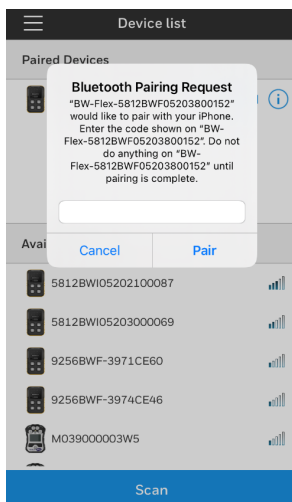 Device list
Paired Devices
Bluetooth Pairing Request
"BW-Flex-5812BWF05203800152"
would like to pair with your iPhone.
Enter the code shown on "BW-
Flex-5812BWF05203800152". Do not
do anything on "BW-
Flex-5812BWF05203800152" until
pairing is complete.
Cancel
Pair
Avai
5812BWI05202100087
5812BWI05203000069
9256BWF-3971CE60
9256BWF-3974CE46
M039000003W5
Scan